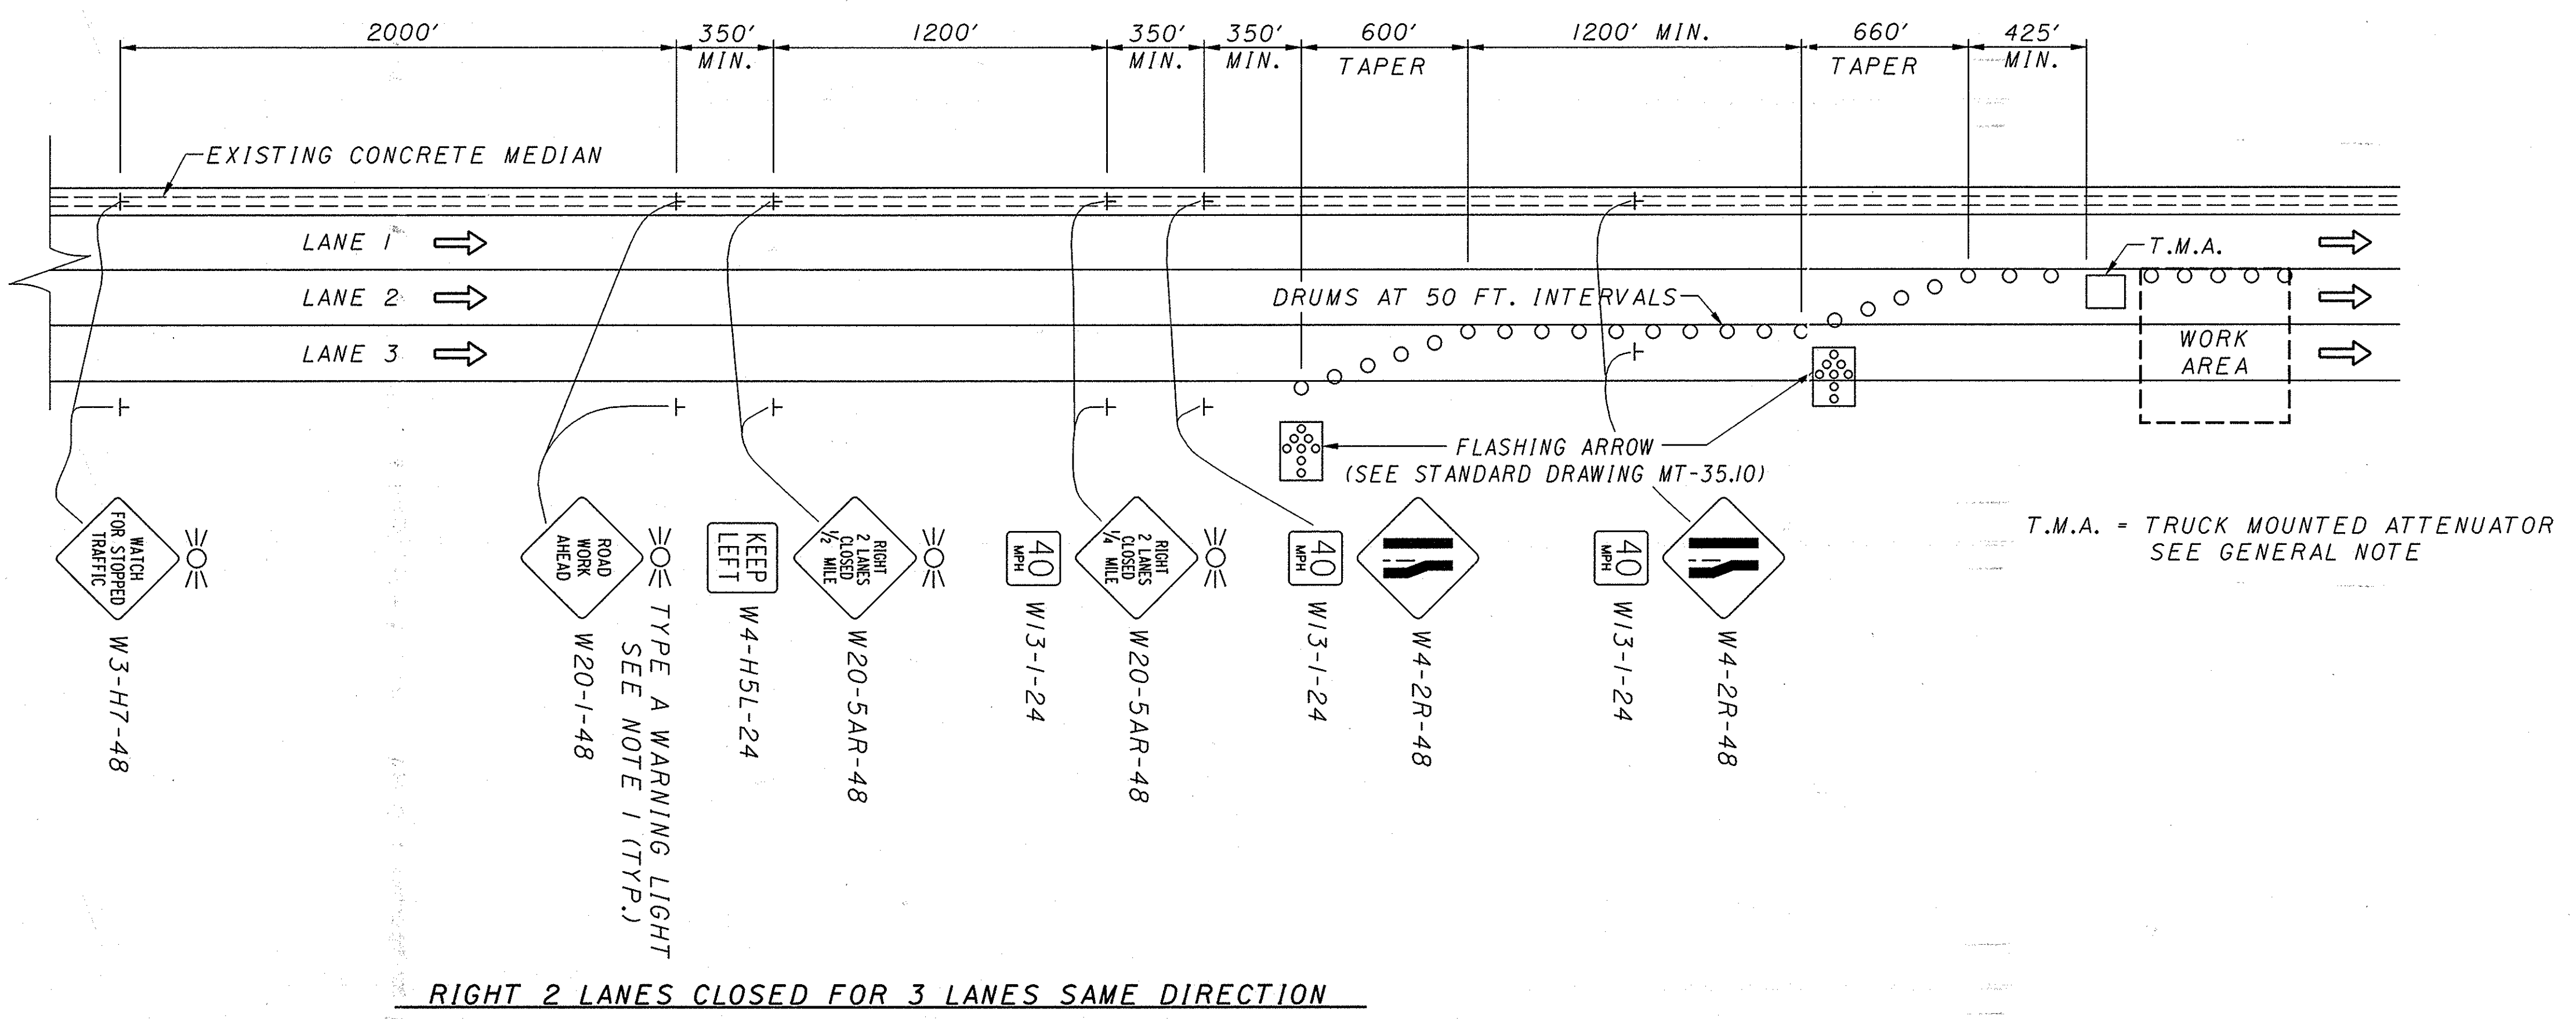 2000'
350'
MIN.
1200'
350'
MIN.
350'
MIN.
600'
TAPER
1200' MIN.
660'
TAPER
425'
MIN.
EXISTING CONCRETE MEDIAN
LANE 1
LANE 2
LANE 3
DRUMS AT 50 FT. INTERVALS
T.M.A.
WORK
AREA
FLASHING ARROW
(SEE STANDARD DRAWING MT-35.10)
T.M.A. = TRUCK MOUNTED ATTENUATOR
SEE GENERAL NOTE
WATCH
FOR STOPPED
TRAFFIC
W3-H7-48
ROAD
WORK
AHEAD
W20-1-48
TYPE A WARNING LIGHT
SEE NOTE 1 (TYP.)
KEEP
LEFT
W4-H5L-24
RIGHT
2 LANES
CLOSED
1/2 MILE
W20-5AR-48
40
MPH
W13-1-24
RIGHT
2 LANES
CLOSED
1/4 MILE
W20-5AR-48
40
MPH
W13-1-24
W4-2R-48
40
MPH
W13-1-24
W4-2R-48
RIGHT 2 LANES CLOSED FOR 3 LANES SAME DIRECTION